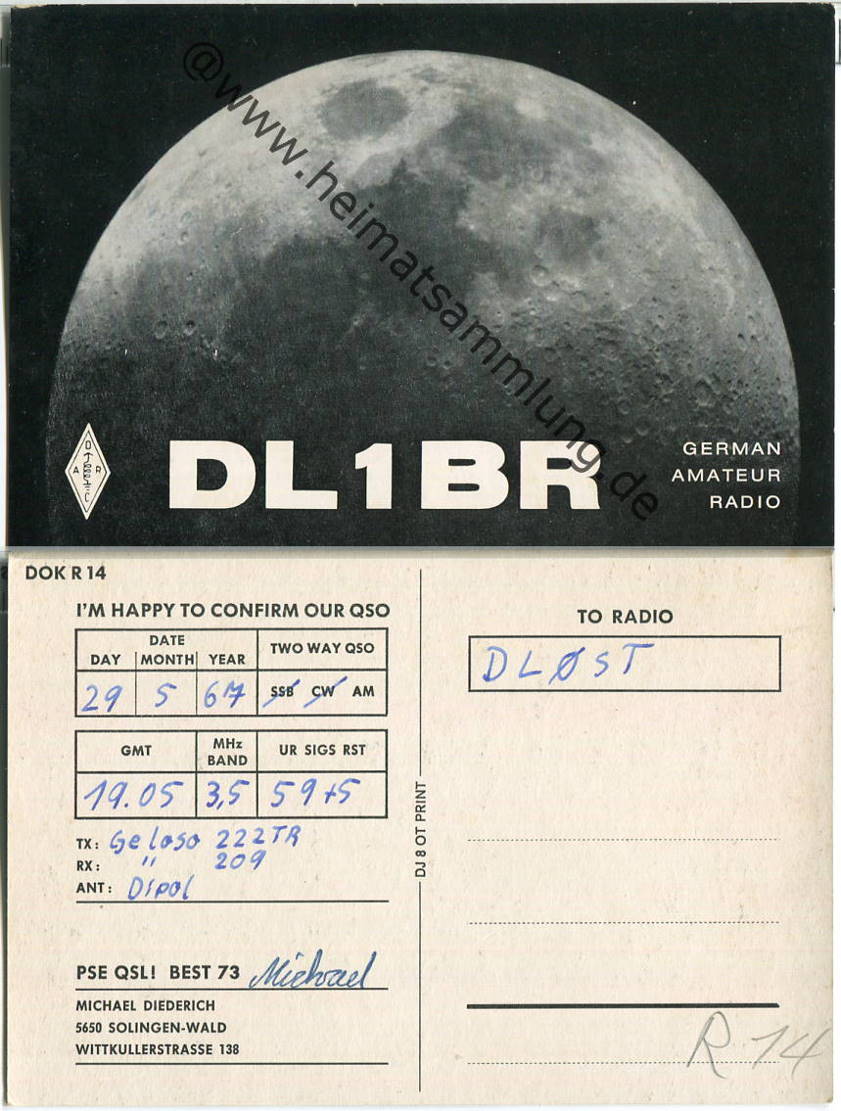 @www.heimatsammlung.de
DARC
DL1BR
GERMAN
AMATEUR
RADIO
DOK R 14
I'M HAPPY TO CONFIRM OUR QSO
DATE
DAY MONTH YEAR TWO WAY QSO
29 5 67 SSB CW AM
GMT MHz BAND UR SIGS RST
19.05 3,5 59+5
TX: Geloso 222TR
RX: " 209
ANT: Dipol
PSE QSL! BEST 73 Michael
MICHAEL DIEDERICH
5650 SOLINGEN-WALD
WITTKULLERSTRASSE 138
DJ 8 OT PRINT
TO RADIO
DLØST
R 14